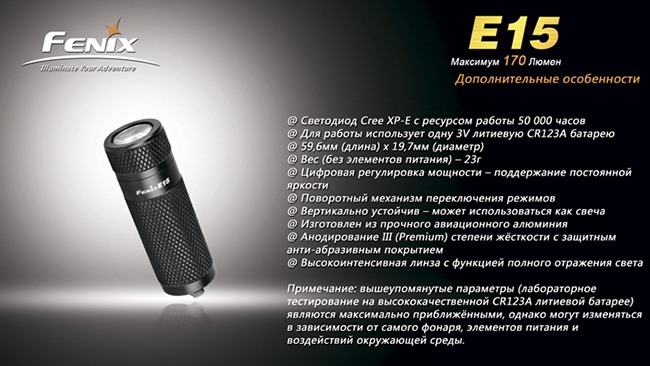 FENIX
Illuminate Your Adventure
E15
Максимум 170 Люмен
Дополнительные особенности
@ Светодиод Cree XP-E с ресурсом работы 50 000 часов
@ Для работы использует одну 3V литиевую CR123A батарею
@ 59,6мм (длина) x 19,7мм (диаметр)
@ Вес (без элементов питания) – 23г
@ Цифровая регулировка мощности – поддержание постоянной
яркости
@ Поворотный механизм переключения режимов
@ Вертикально устойчив – может использоваться как свеча
@ Изготовлен из прочного авиационного алюминия
@ Анодирование III (Premium) степени жёсткости с защитным
анти-абразивным покрытием
@ Высокоинтенсивная линза с функцией полного отражения света
Примечание: вышеупомянутые параметры (лабораторное
тестирование на высококачественной CR123A литиевой батарее)
являются максимально приближёнными, однако могут изменяться
в зависимости от самого фонаря, элементов питания и
воздействий окружающей среды.
FENIX E15